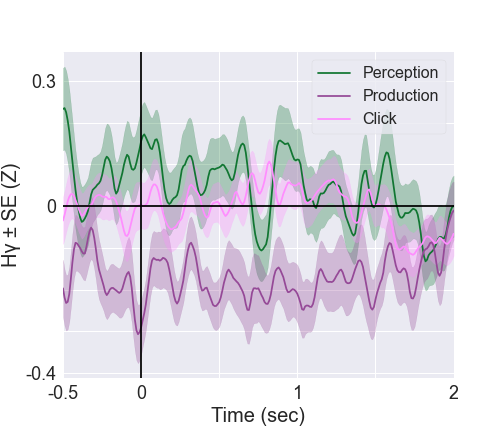 Perception
Production
Click
0.3
0
-0.4
Hγ ± SE (Z)
-0.5
0
1
2
Time (sec)